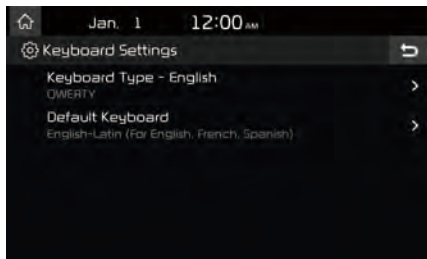 Jan. 1 12:00 AM
Keyboard Settings
Keyboard Type - English
QWERTY
Default Keyboard
English-Latin (For English, French, Spanish)